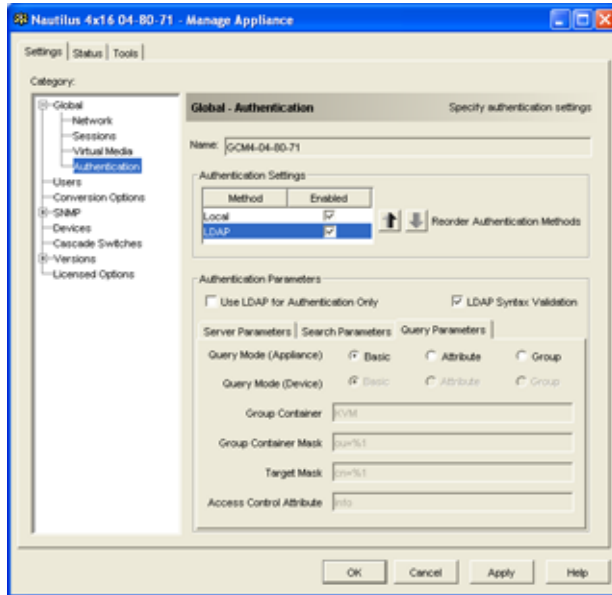 Nautilus 4x16 04-80-71 - Manage Appliance
Settings Status Tools
Category:
Global
Network
Sessions
Virtual Media
Authentication
Users
Conversion Options
SNMP
Devices
Cascade Switches
Versions
Licensed Options
Global - Authentication Specify authentication settings
Name: GCM4-04-80-71
Authentication Settings
Method Enabled
Local
LDAP
Reorder Authentication Methods
Authentication Parameters
Use LDAP for Authentication Only LDAP Syntax Validation
Server Parameters Search Parameters Query Parameters
Query Mode (Appliance) Basic Attribute Group
Query Mode (Device) Basic Attribute Group
Group Container KVM
Group Container Mask ou=%1
Target Mask cn=%1
Access Control Attribute info
OK Cancel Apply Help